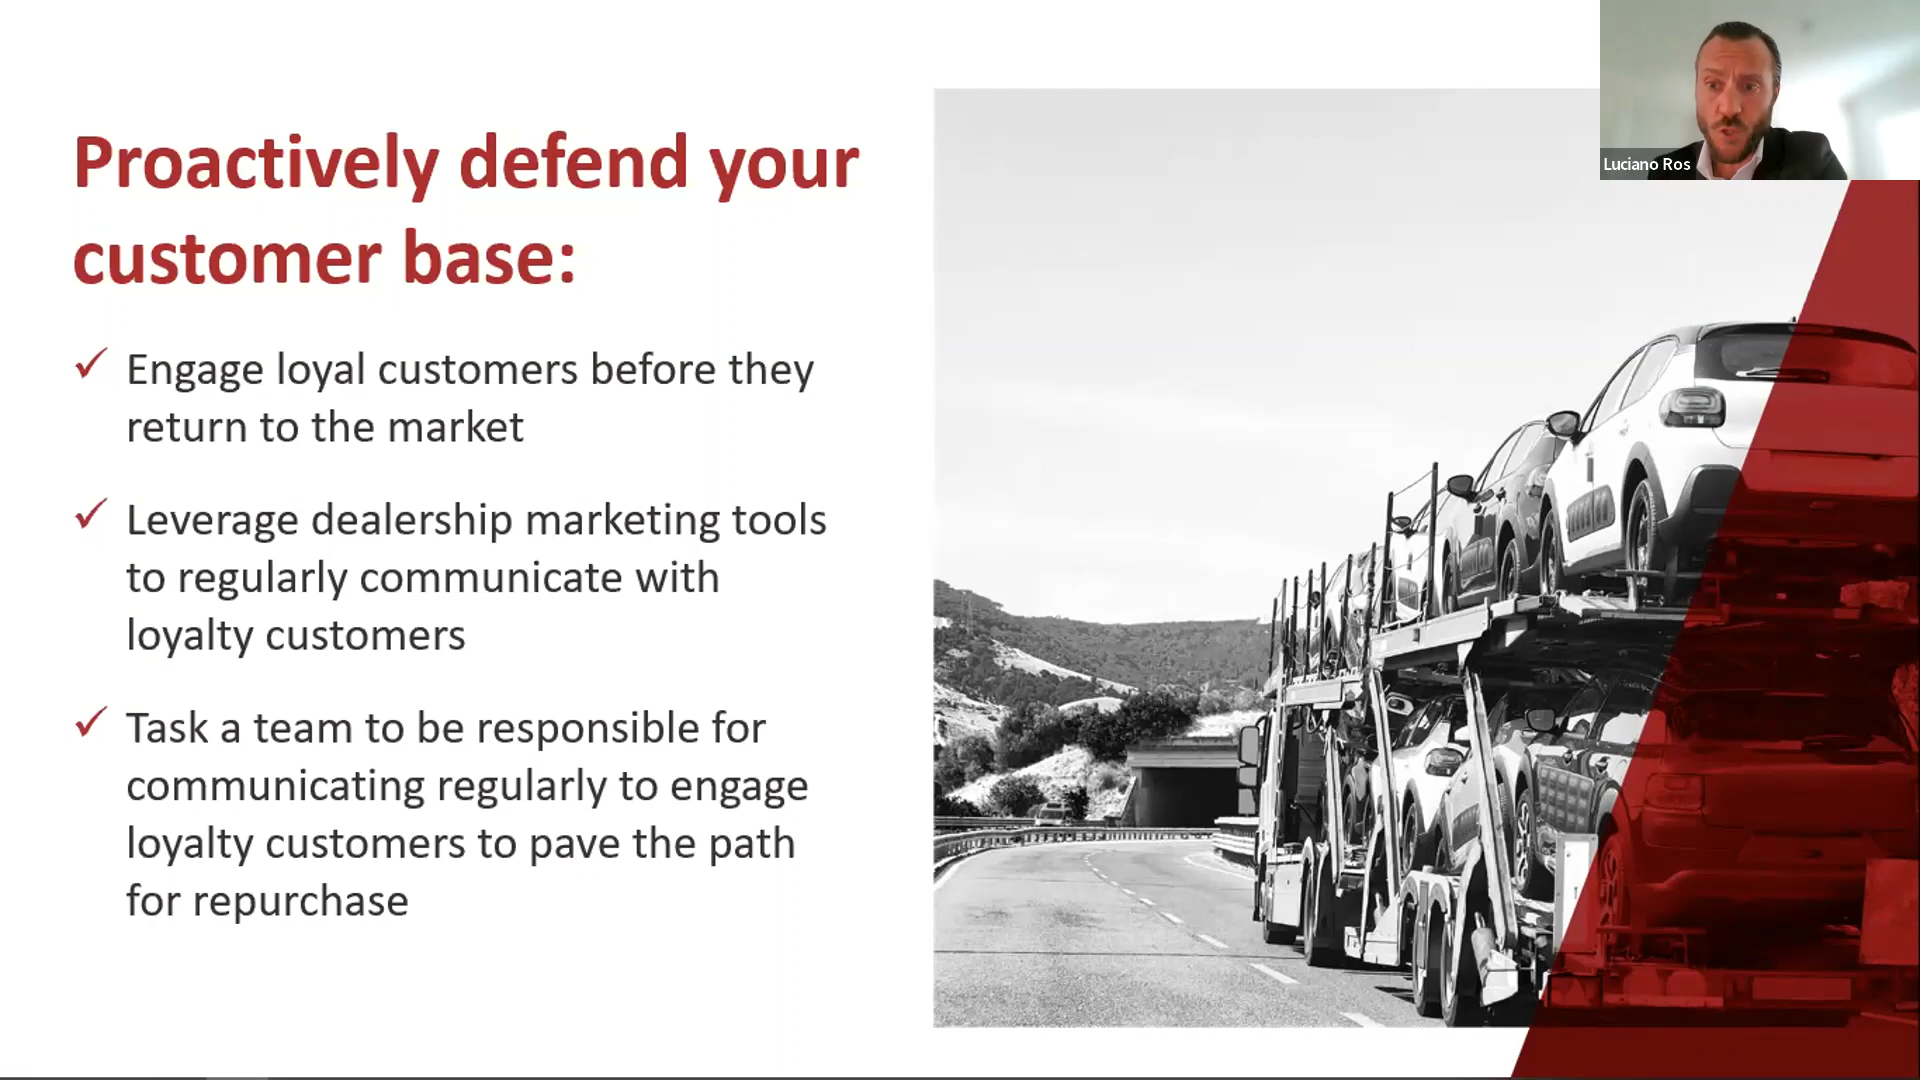 Luciano Ros
Proactively defend your
customer base:
Engage loyal customers before they
return to the market
Leverage dealership marketing tools
to regularly communicate with
loyalty customers
Task a team to be responsible for
communicating regularly to engage
loyalty customers to pave the path
for repurchase